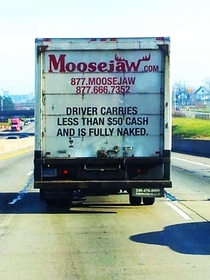 Moosejaw.com
877.MOOSEJAW
877.666.7352
DRIVER CARRIES
LESS THAN $50 CASH
AND IS FULLY NAKED.